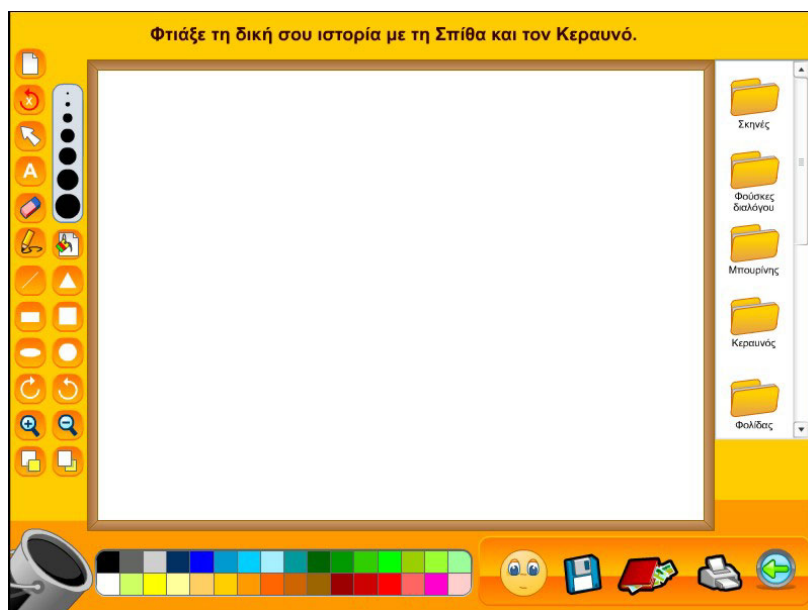 Φτιάξε τη δική σου ιστορία με τη Σπίθα και τον Κεραυνό.
A
Σκηνές
Φούσκες
διαλόγου
Μπουρίνης
Κεραυνός
Φολίδας